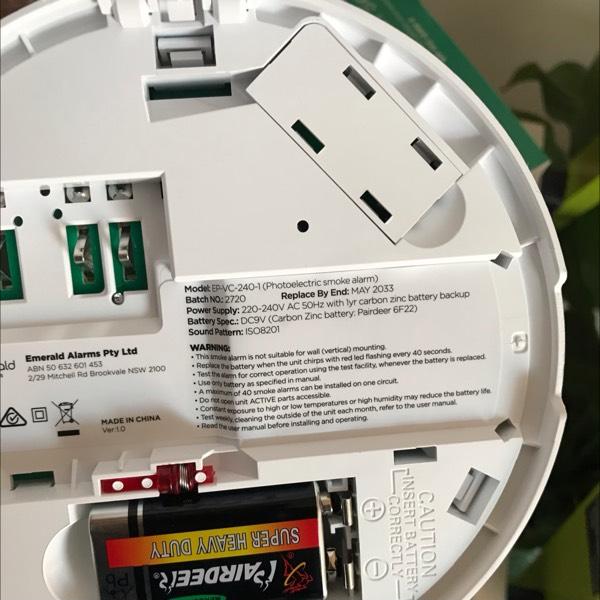 Model: EP-VC-240-1 (Photoelectric smoke alarm)
Batch NO.: 2720 Replace By End: MAY 2033
Power Supply: 220-240V AC 50Hz with 1yr carbon zinc battery backup
Battery Spec.: DC9V (Carbon Zinc battery: Pairdeer 6F22)
Sound Pattern: ISO8201
WARNING:
• This smoke alarm is not suitable for wall (vertical) mounting.
• Replace the battery when the unit chirps with red led flashing every 40 seconds.
• Test the alarm for correct operation using the test facility, whenever the battery is replaced.
• Use only battery as specified in manual.
• A maximum of 40 smoke alarms can be installed on one circuit.
• Do not open unit ACTIVE parts accessible.
• Constant exposure to high or low temperatures or high humidity may reduce the battery life.
• Test weekly, cleaning the outside of the unit each month, refer to the user manual.
• Read the user manual before installing and operating.
ald
Emerald Alarms Pty Ltd
ABN 50 632 601 453
2/29 Mitchell Rd Brookvale NSW 2100
MADE IN CHINA
Ver:1.0
CAUTION
INSERT BATTERY
CORRECTLY
SUPER HEAVY DUTY
PAIRDEER